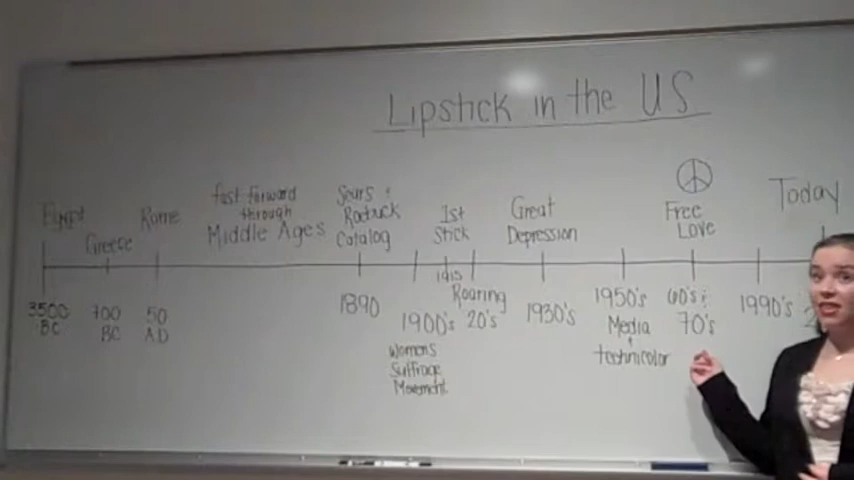 Lipstick in the US
Egypt
Greece
Rome
fast forward
through
Middle Ages
Sears +
Roebuck
Catalog
1st
Stick
Great
Depression
Free
Love
Today
3500
BC
700
BC
50
AD
1890
1900's
Womens
Suffrage
Movement
1915
Roaring
20's
1930's
1950's
Media
+
technicolor
60's &
70's
1990's